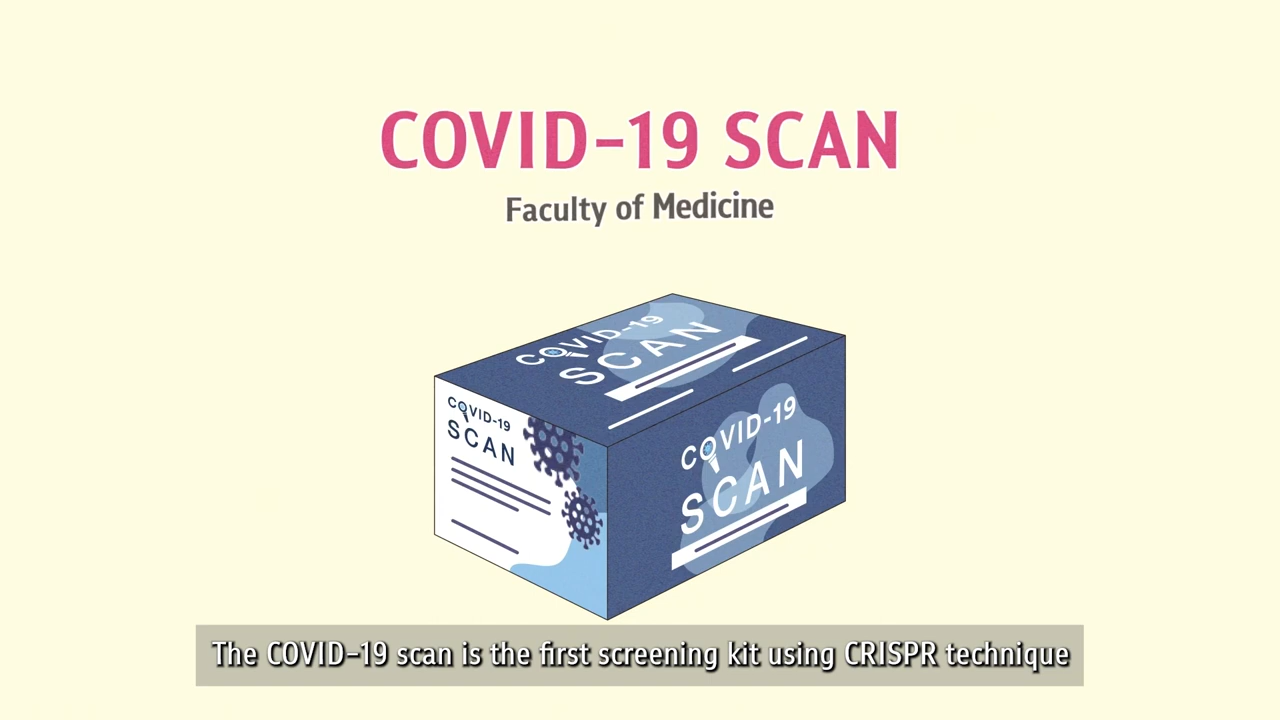 COVID-19 SCAN
Faculty of Medicine
COVID-19
SCAN
COVID-19
SCAN
COVID-19
SCAN
The COVID-19 scan is the first screening kit using CRISPR technique